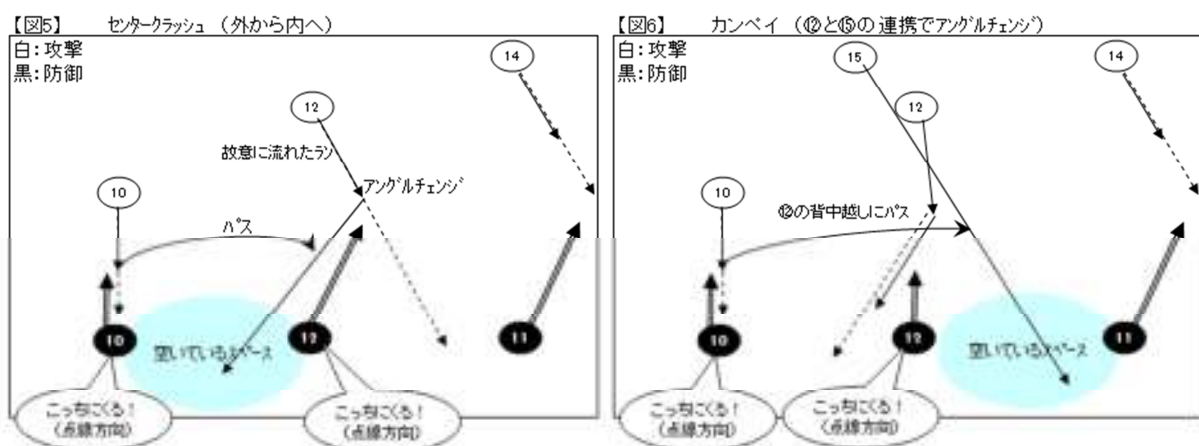 【図5】 ｾﾝﾀｰｸﾗｯｼｭ (外から内へ)
白:攻撃
黒:防御
14
12
故意に流れたﾗﾝ
ｱﾝｸﾞﾙﾁｪﾝｼﾞ
10
ﾊﾟｽ
10
空いているｽﾍﾟｰｽ
12
11
こっちにくる!
(点線方向)
こっちにくる!
(点線方向)
【図6】 カンペイ (⑫と⑮の連携でｱﾝｸﾞﾙﾁｪﾝｼﾞ)
白:攻撃
黒:防御
15
14
12
10
⑫の背中越しにﾊﾟｽ
10
12
空いているｽﾍﾟｰｽ
11
こっちにくる!
(点線方向)
こっちにくる!
(点線方向)